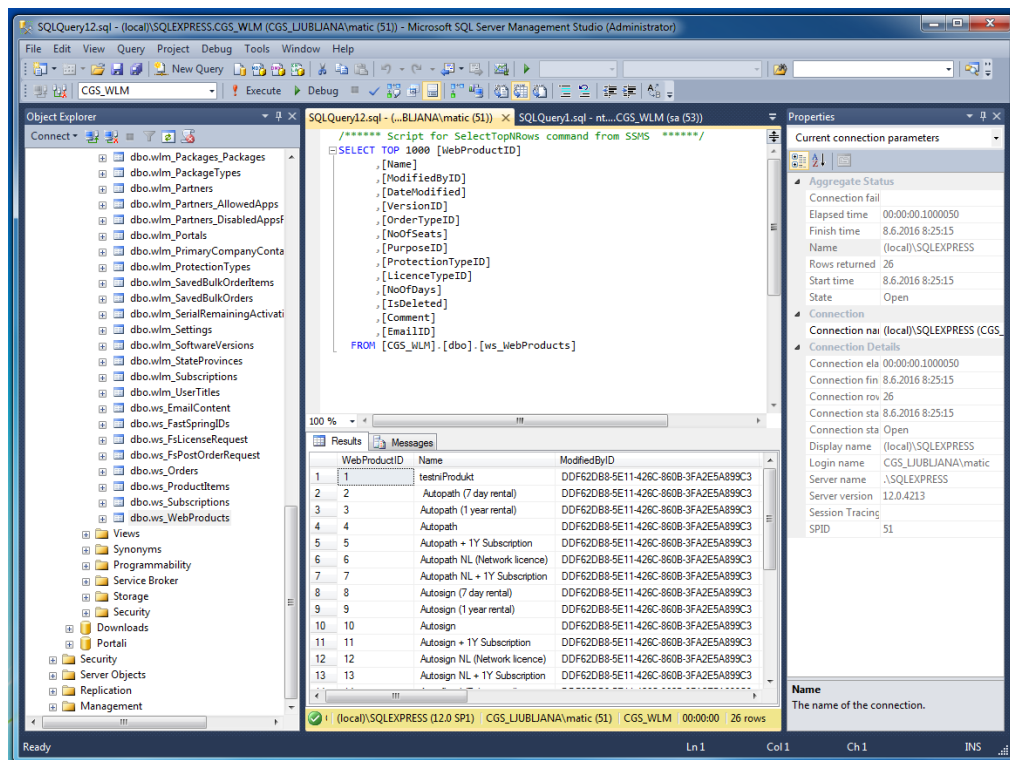 SQLQuery12.sql - (local)\SQLEXPRESS.CGS_WLM (CGS_LJUBLJANA\matic (51)) - Microsoft SQL Server Management Studio (Administrator)
File Edit View Query Project Debug Tools Window Help
New Query
CGS_WLM Execute Debug
Object Explorer
Connect
dbo.wlm_Packages_Packages
dbo.wlm_PackageTypes
dbo.wlm_Partners
dbo.wlm_Partners_AllowedApps
dbo.wlm_Partners_DisabledAppsF
dbo.wlm_Portals
dbo.wlm_PrimaryCompanyConta
dbo.wlm_ProtectionTypes
dbo.wlm_SavedBulkOrderItems
dbo.wlm_SavedBulkOrders
dbo.wlm_SerialRemainingActivati
dbo.wlm_Settings
dbo.wlm_SoftwareVersions
dbo.wlm_StateProvinces
dbo.wlm_Subscriptions
dbo.wlm_UserTitles
dbo.ws_EmailContent
dbo.ws_FastSpringIDs
dbo.ws_FsLicenseRequest
dbo.ws_FsPostOrderRequest
dbo.ws_Orders
dbo.ws_ProductItems
dbo.ws_Subscriptions
dbo.ws_WebProducts
Views
Synonyms
Programmability
Service Broker
Storage
Security
Downloads
Portali
Security
Server Objects
Replication
Management
SQLQuery12.sql - (...BLJANA\matic (51)) SQLQuery1.sql - nt....CGS_WLM (sa (53))
/****** Script for SelectTopNRows command from SSMS ******/
SELECT TOP 1000 [WebProductID]
,[Name]
,[ModifiedByID]
,[DateModified]
,[VersionID]
,[OrderTypeID]
,[NoOfSeats]
,[PurposeID]
,[ProtectionTypeID]
,[LicenceTypeID]
,[NoOfDays]
,[IsDeleted]
,[Comment]
,[EmailID]
FROM [CGS_WLM].[dbo].[ws_WebProducts]
100 %
Results Messages
WebProductID Name ModifiedByID
1 1 testniProdukt DDF62DB8-5E11-426C-860B-3FA2E5A899C3
2 2 Autopath (7 day rental) DDF62DB8-5E11-426C-860B-3FA2E5A899C3
3 3 Autopath (1 year rental) DDF62DB8-5E11-426C-860B-3FA2E5A899C3
4 4 Autopath DDF62DB8-5E11-426C-860B-3FA2E5A899C3
5 5 Autopath + 1Y Subscription DDF62DB8-5E11-426C-860B-3FA2E5A899C3
6 6 Autopath NL (Network licence) DDF62DB8-5E11-426C-860B-3FA2E5A899C3
7 7 Autopath NL + 1Y Subscription DDF62DB8-5E11-426C-860B-3FA2E5A899C3
8 8 Autosign (7 day rental) DDF62DB8-5E11-426C-860B-3FA2E5A899C3
9 9 Autosign (1 year rental) DDF62DB8-5E11-426C-860B-3FA2E5A899C3
10 10 Autosign DDF62DB8-5E11-426C-860B-3FA2E5A899C3
11 11 Autosign + 1Y Subscription DDF62DB8-5E11-426C-860B-3FA2E5A899C3
12 12 Autosign NL (Network licence) DDF62DB8-5E11-426C-860B-3FA2E5A899C3
13 13 Autosign NL + 1Y Subscription DDF62DB8-5E11-426C-860B-3FA2E5A899C3
(local)\SQLEXPRESS (12.0 SP1) CGS_LJUBLJANA\matic (51) CGS_WLM 00:00:00 26 rows
Properties
Current connection parameters
Aggregate Status
Connection fail
Elapsed time 00:00:00.1000050
Finish time 8.6.2016 8:25:15
Name (local)\SQLEXPRESS
Rows returned 26
Start time 8.6.2016 8:25:15
State Open
Connection
Connection nai (local)\SQLEXPRESS (CGS_
Connection Details
Connection ela 00:00:00.1000050
Connection fin 8.6.2016 8:25:15
Connection rov 26
Connection sta 8.6.2016 8:25:15
Connection sta Open
Display name (local)\SQLEXPRESS
Login name CGS_LJUBLJANA\matic
Server name .\SQLEXPRESS
Server version 12.0.4213
Session Tracing
SPID 51
Name
The name of the connection.
Ready Ln 1 Col 1 Ch 1 INS